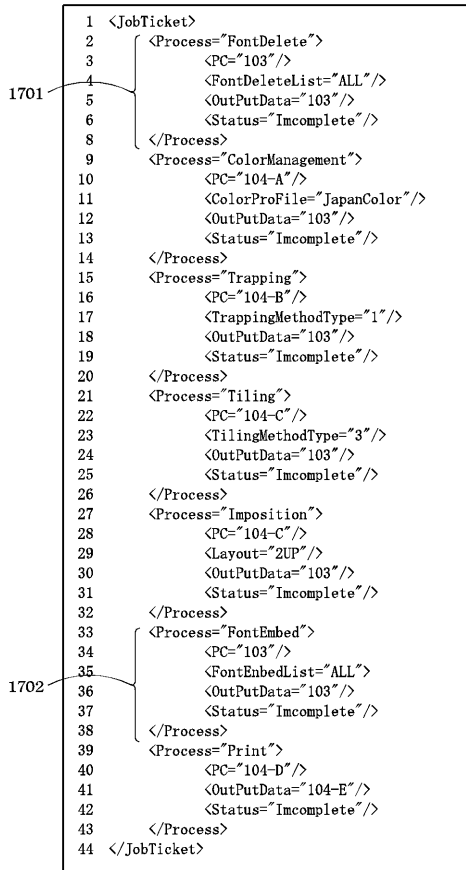 1 <JobTicket>
2 <Process="FontDelete">
3 <PC="103"/>
4 <FontDeleteList="ALL"/>
5 <OutPutData="103"/>
6 <Status="Imcomplete"/>
8 </Process>
9 <Process="ColorManagement">
10 <PC="104-A"/>
11 <ColorProFile="JapanColor"/>
12 <OutPutData="103"/>
13 <Status="Imcomplete"/>
14 </Process>
15 <Process="Trapping">
16 <PC="104-B"/>
17 <TrappingMethodType="1"/>
18 <OutPutData="103"/>
19 <Status="Imcomplete"/>
20 </Process>
21 <Process="Tiling">
22 <PC="104-C"/>
23 <TilingMethodType="3"/>
24 <OutPutData="103"/>
25 <Status="Imcomplete"/>
26 </Process>
27 <Process="Imposition">
28 <PC="104-C"/>
29 <Layout="2UP"/>
30 <OutPutData="103"/>
31 <Status="Imcomplete"/>
32 </Process>
33 <Process="FontEmbed">
34 <PC="103"/>
35 <FontEnbedList="ALL">
36 <OutPutData="103"/>
37 <Status="Imcomplete"/>
38 </Process>
39 <Process="Print">
40 <PC="104-D"/>
41 <OutPutData="104-E"/>
42 <Status="Imcomplete"/>
43 </Process>
44 </JobTicket>
1701
1702